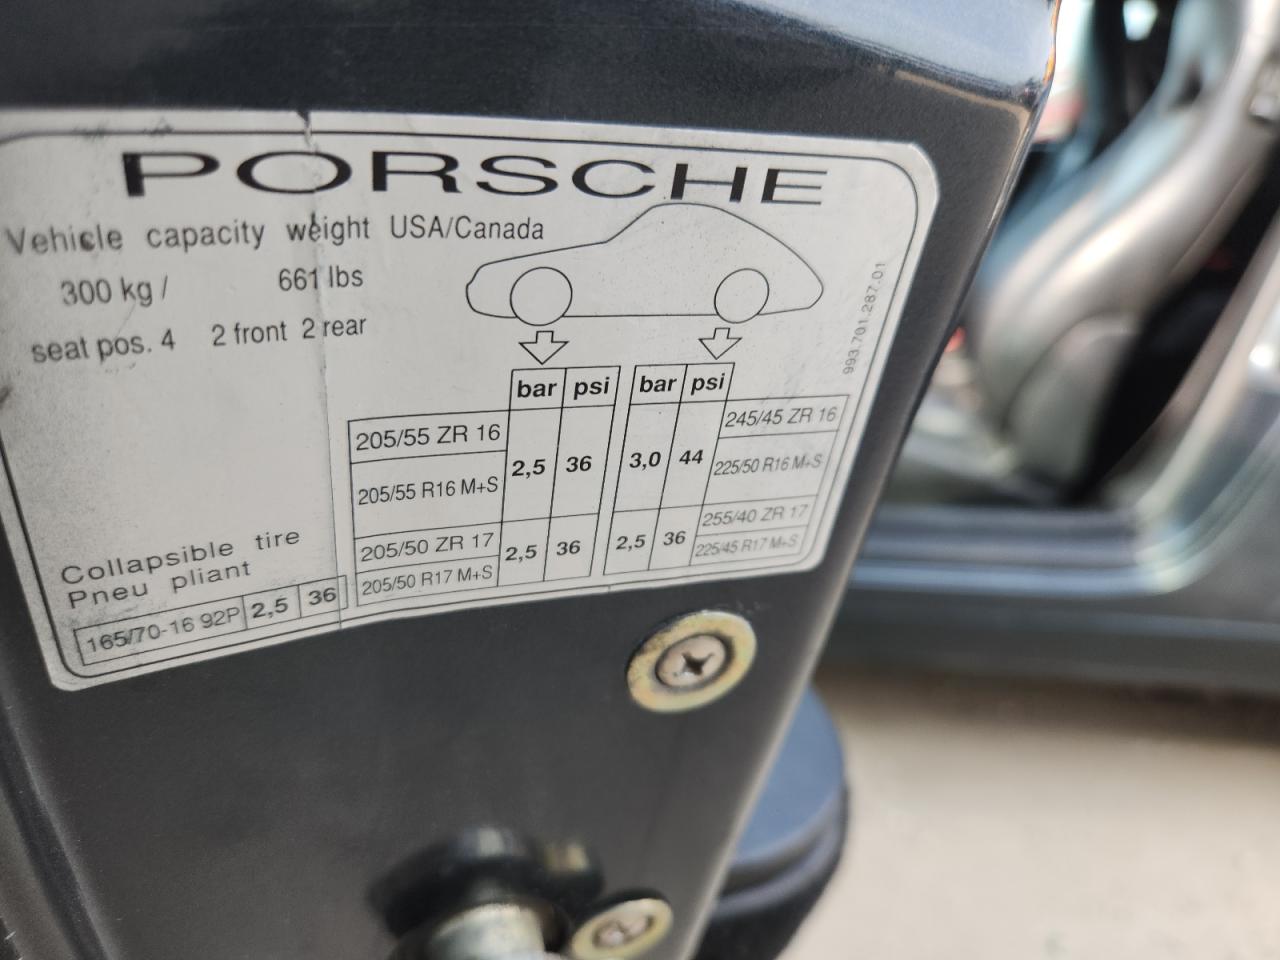 PORSCHE
Vehicle capacity weight USA/Canada
300 kg / 661 lbs
seat pos. 4 2 front 2 rear
993.701.287.01
bar psi bar psi
205/55 ZR 16 245/45 ZR 16
2,5 36 3,0 44
205/55 R16 M+S 225/50 R16 M+S
205/50 ZR 17 255/40 ZR 17
2,5 36 2,5 36
205/50 R17 M+S 225/45 R17 M+S
Collapsible tire
Pneu pliant
165/70-16 92P 2,5 36